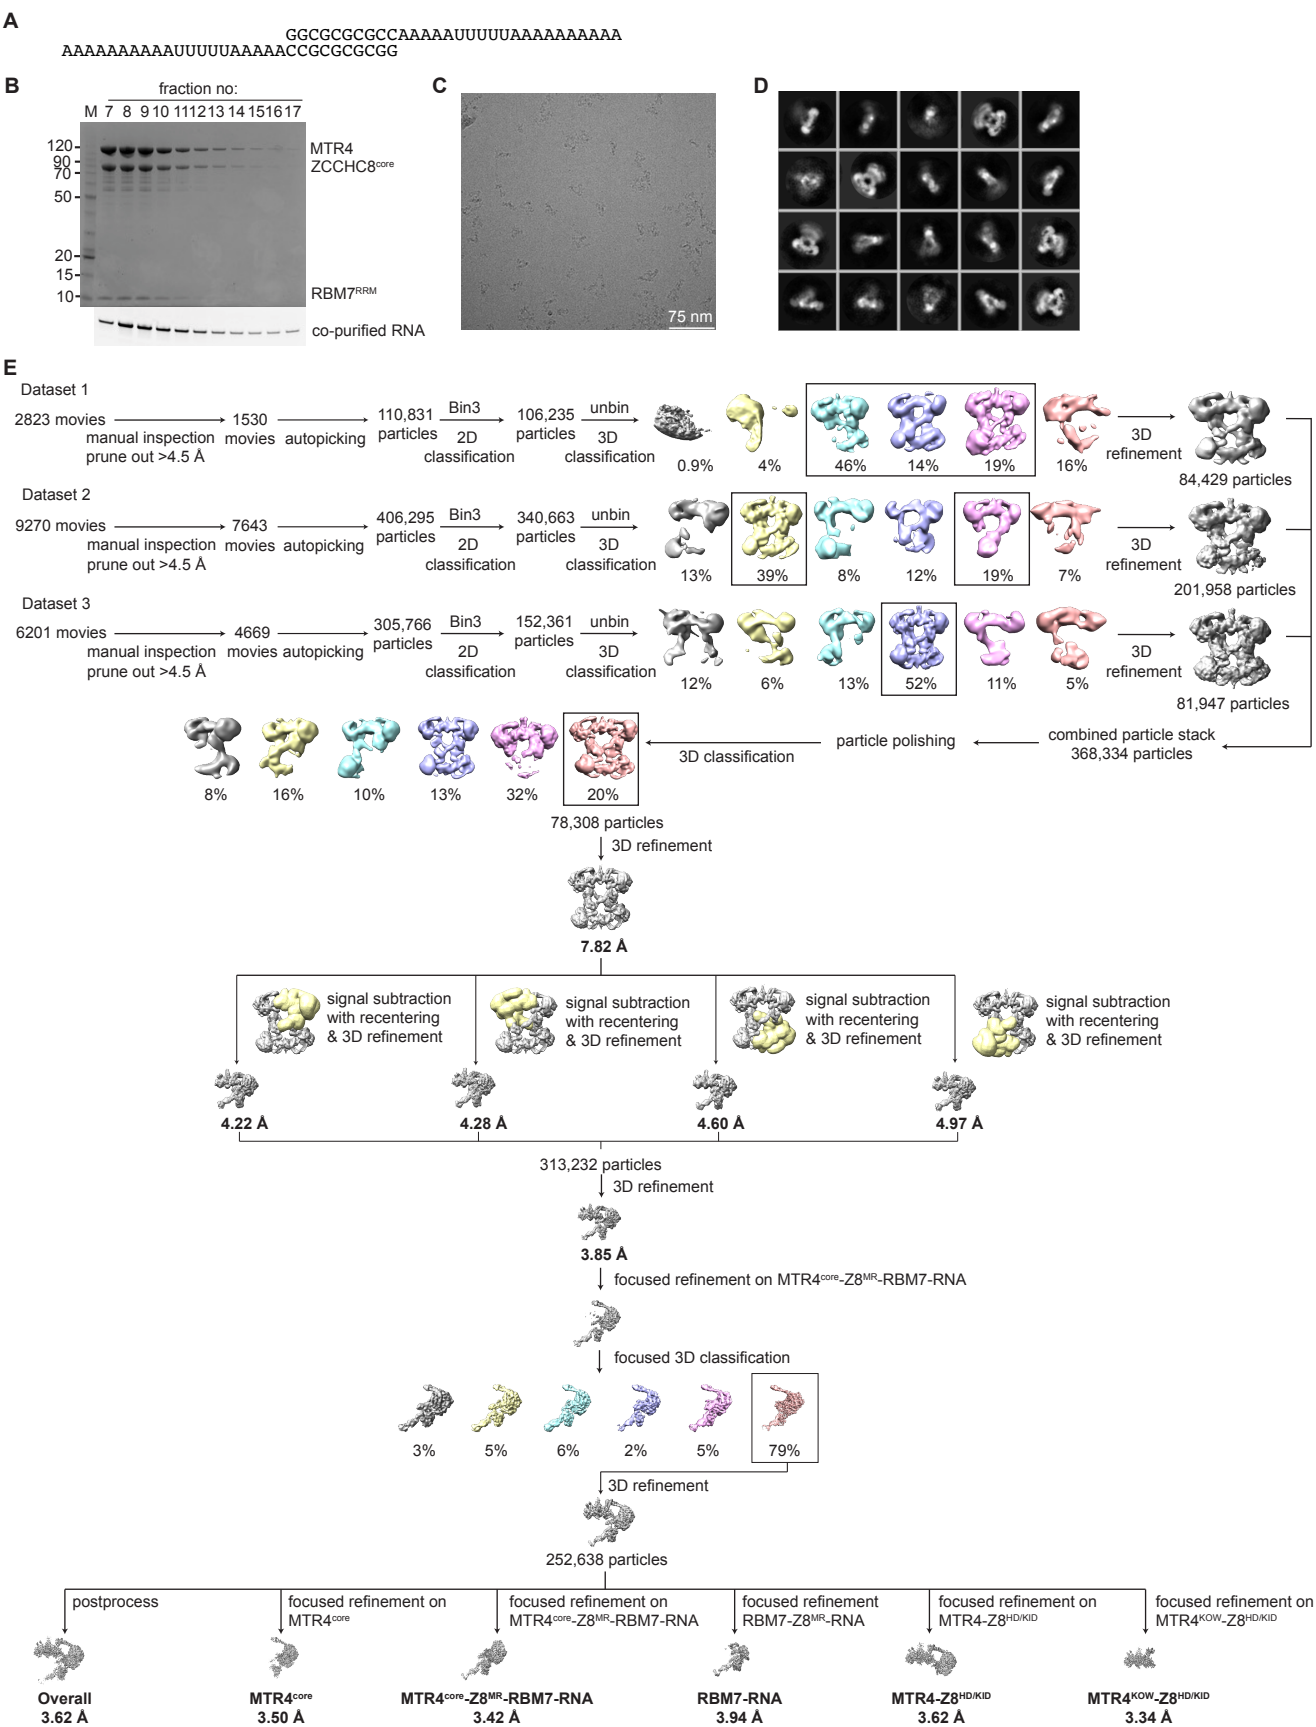 A
GGCGCGCGCCAAAAAUUUUUAAAAAAAAAA
AAAAAAAAAAUUUUUAAAAACCGCGCGCGG
B
fraction no:
M 7 8 9 10 11 12 13 14 15 16 17
120
90
70
50
20
15
10
MTR4
ZCCHC8core
RBM7RRM
co-purified RNA
C
75 nm
D
E
Dataset 1
2823 movies
manual inspection
prune out >4.5 Å
1530
movies
autopicking
110,831
particles
Bin3
2D
classification
106,235
particles
unbin
3D
classification
0.9%
4%
46%
14%
19%
16%
3D
refinement
84,429 particles
Dataset 2
9270 movies
manual inspection
prune out >4.5 Å
7643
movies
autopicking
406,295
particles
Bin3
2D
classification
340,663
particles
unbin
3D
classification
13%
39%
8%
12%
19%
7%
3D
refinement
201,958 particles
Dataset 3
6201 movies
manual inspection
prune out >4.5 Å
4669
movies
autopicking
305,766
particles
Bin3
2D
classification
152,361
particles
unbin
3D
classification
12%
6%
13%
52%
11%
5%
3D
refinement
81,947 particles
combined particle stack
368,334 particles
particle polishing
3D classification
8%
16%
10%
13%
32%
20%
78,308 particles
3D refinement
7.82 Å
signal subtraction
with recentering
& 3D refinement
signal subtraction
with recentering
& 3D refinement
signal subtraction
with recentering
& 3D refinement
signal subtraction
with recentering
& 3D refinement
4.22 Å
4.28 Å
4.60 Å
4.97 Å
313,232 particles
3D refinement
3.85 Å
focused refinement on MTR4core-Z8MR-RBM7-RNA
focused 3D classification
3%
5%
6%
2%
5%
79%
3D refinement
252,638 particles
postprocess
focused refinement on
MTR4core
focused refinement on
MTR4core-Z8MR-RBM7-RNA
focused refinement
RBM7-Z8MR-RNA
focused refinement on
MTR4-Z8HD/KID
focused refinement on
MTR4KOW-Z8HD/KID
Overall
3.62 Å
MTR4core
3.50 Å
MTR4core-Z8MR-RBM7-RNA
3.42 Å
RBM7-RNA
3.94 Å
MTR4-Z8HD/KID
3.62 Å
MTR4KOW-Z8HD/KID
3.34 Å